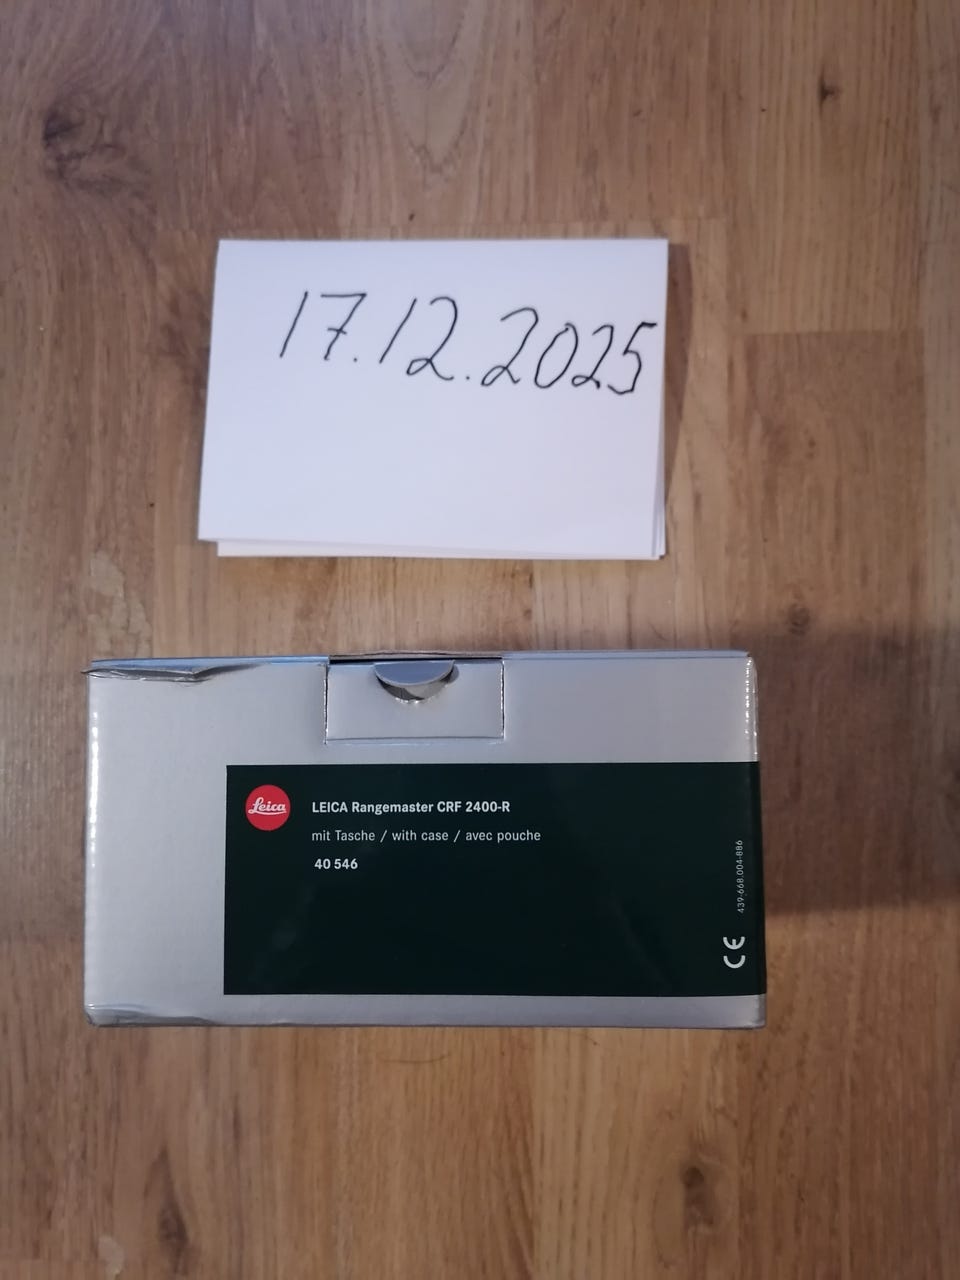 17.12.2025
Leica
LEICA Rangemaster CRF 2400-R
mit Tasche / with case / avec pouche
40 546
439-668.004-886
CE